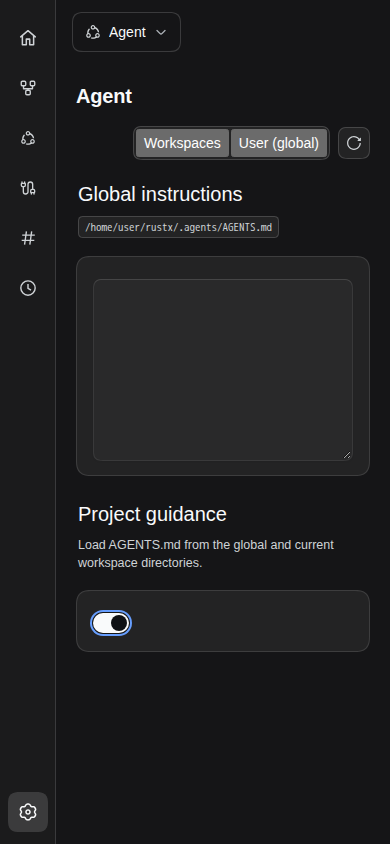 Agent
Agent
Workspaces User (global)
Global instructions
/home/user/rustx/.agents/AGENTS.md
Project guidance
Load AGENTS.md from the global and current
workspace directories.